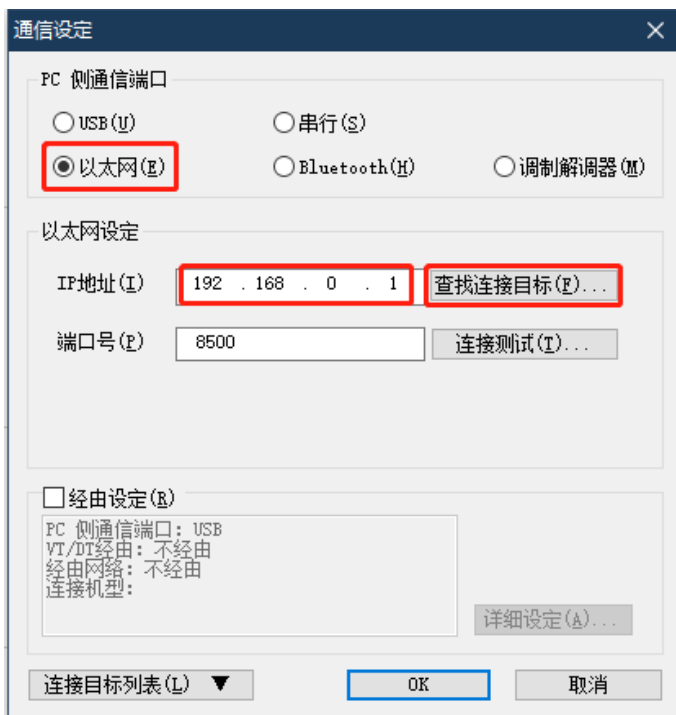 通信设定
PC 侧通信端口
USB(U) 串行(S)
以太网(E) Bluetooth(H) 调制解调器(M)
以太网设定
IP地址(I) 192 . 168 . 0 . 1 查找连接目标(F)...
端口号(P) 8500 连接测试(T)...
经由设定(R)
PC 侧通信端口: USB
VT/DT经由: 不经由
经由网络: 不经由
连接机型:
详细设定(A)...
连接目标列表(L) ▼ OK 取消